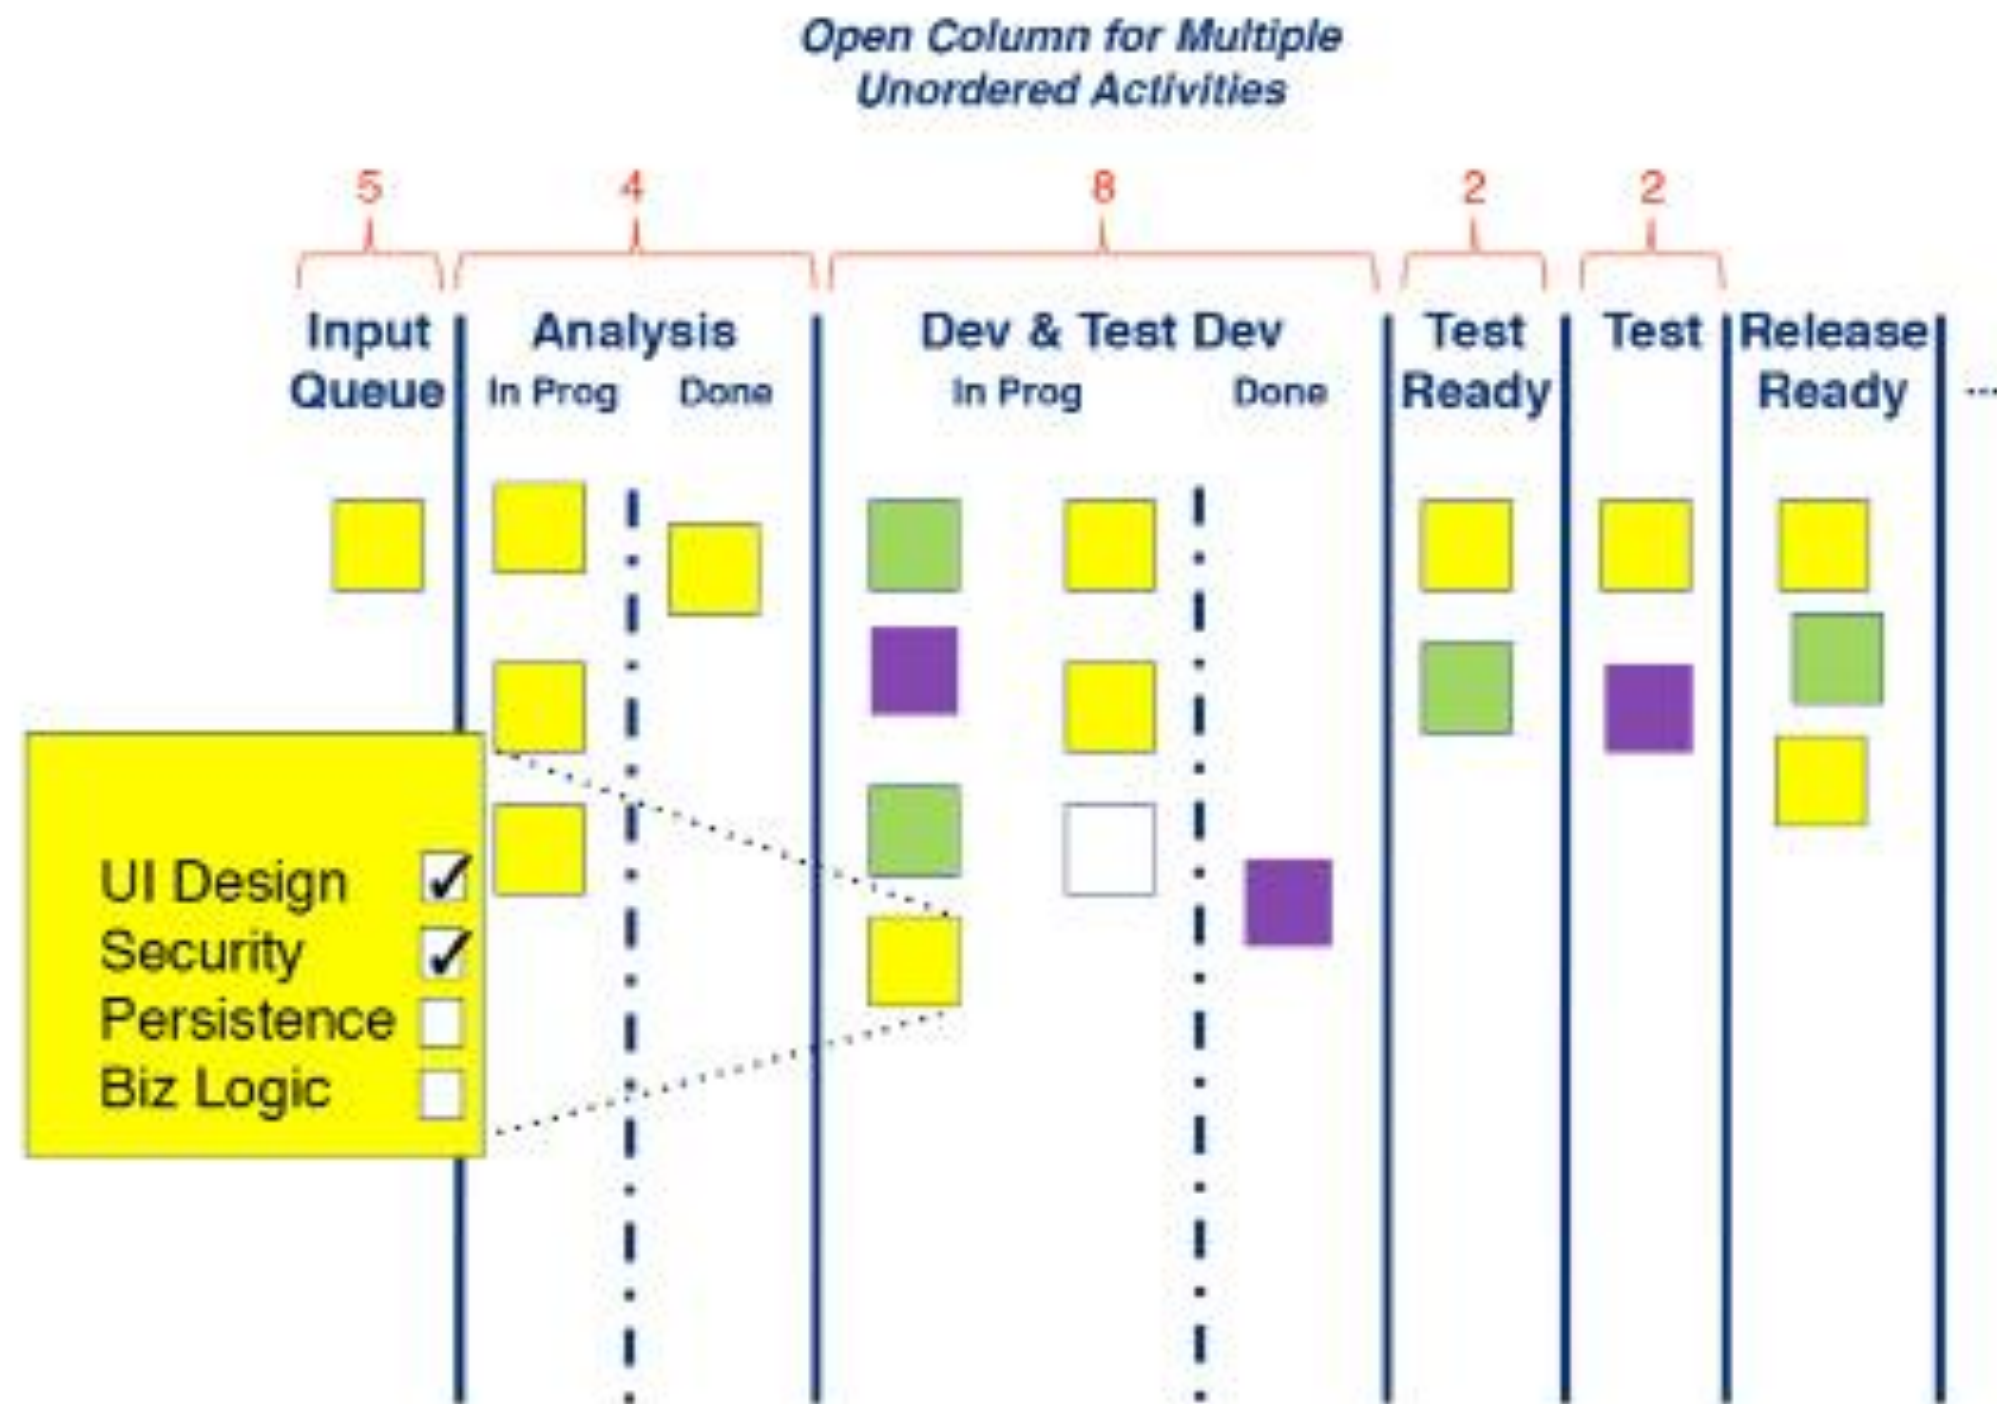 Open Column for Multiple
Unordered Activities
5 4 8 2 2
Input Analysis Dev & Test Dev Test Test Release
Queue In Prog Done In Prog Done Ready Ready ...
UI Design
Security
Persistence
Biz Logic